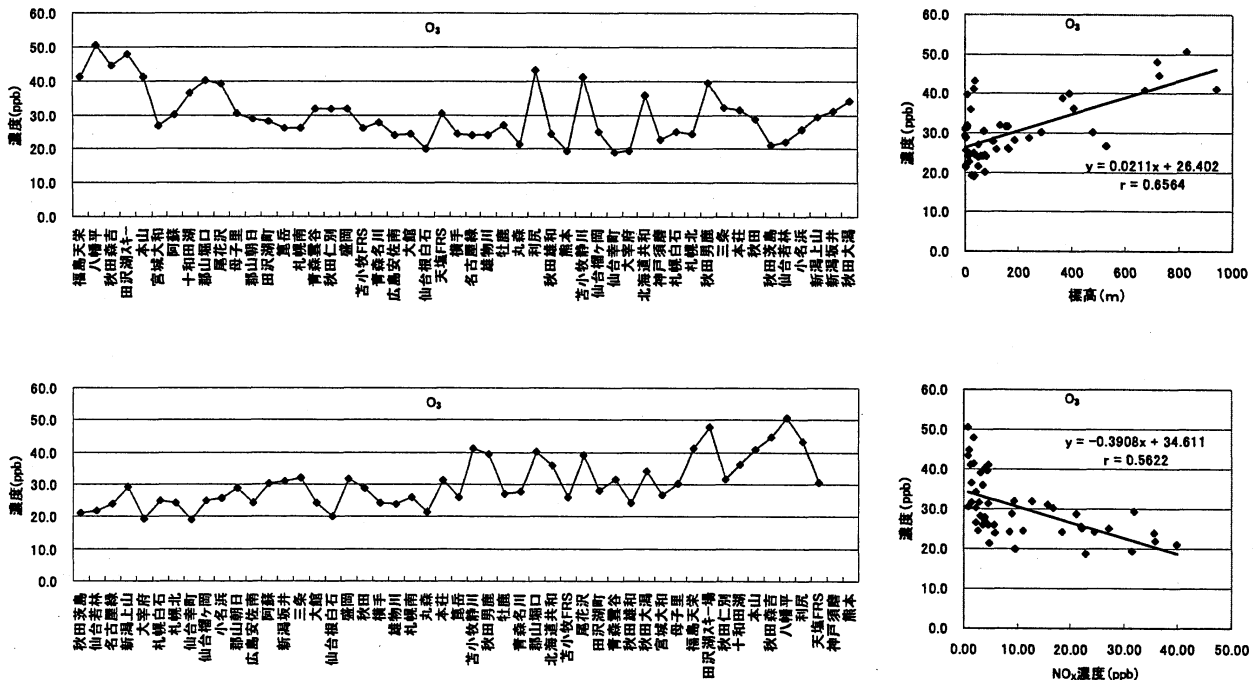 O₃
60.0
50.0
40.0
30.0
20.0
10.0
0.0
濃度(ppb)
福島天栄
八幡平
秋田森吉
田沢湖スキー
本山
宮城大和
阿蘇
十和田湖
郡山堀口
尾花沢
母子里
郡山朝日
田沢湖町
箟岳
札幌南
青森雲谷
秋田仁別
盛岡
苫小牧FRS
青森名川
広島安佐南
大館
仙台根白石
天塩FRS
横手
名古屋緑
雄物川
牡鹿
丸森
利尻
秋田雄和
熊本
苫小牧静川
仙台榴ヶ岡
仙台幸町
大宰府
北海道共和
神戸須磨
札幌白石
札幌北
秋田男鹿
三条
本荘
秋田
秋田茨島
仙台若林
小名浜
新潟上山
新潟坂井
秋田大潟
O₃
60.0
50.0
40.0
30.0
20.0
10.0
0.0
濃度(ppb)
y = 0.0211x + 26.402
r = 0.6564
0 200 400 600 800 1000
標高(m)
O₃
60.0
50.0
40.0
30.0
20.0
10.0
0.0
濃度(ppb)
秋田茨島
仙台若林
名古屋緑
新潟上山
大宰府
札幌白石
札幌北
仙台幸町
仙台榴ヶ岡
小名浜
郡山朝日
広島安佐南
阿蘇
新潟坂井
三条
大館
仙台根白石
盛岡
秋田
横手
雄物川
札幌南
丸森
本荘
箟岳
苫小牧静川
秋田男鹿
牡鹿
青森名川
郡山堀口
北海道共和
苫小牧FRS
尾花沢
田沢湖町
青森雲谷
秋田雄和
秋田大潟
宮城大和
母子里
福島天栄
田沢湖スキー場
秋田仁別
十和田湖
本山
秋田森吉
八幡平
利尻
天塩FRS
神戸須磨
熊本
O₃
60.0
50.0
40.0
30.0
20.0
10.0
0.0
濃度(ppb)
y = -0.3908x + 34.611
r = 0.5622
0.00 10.00 20.00 30.00 40.00 50.00
NOx濃度(ppb)